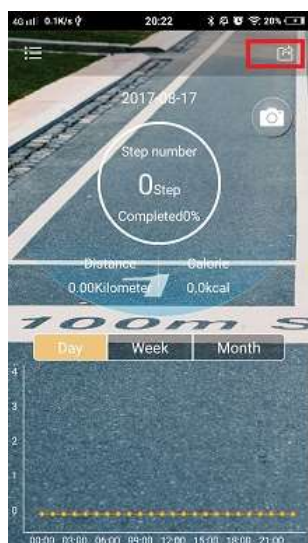 4G 0.1K/s 20:22 20%
2017-08-17
Step number
0Step
Completed0%
Distance Calorie
0.00Kilometer 0.0kcal
100m S
Day Week Month
4
3
2
1
0
00:00 03:00 06:00 09:00 12:00 15:00 18:00 21:00